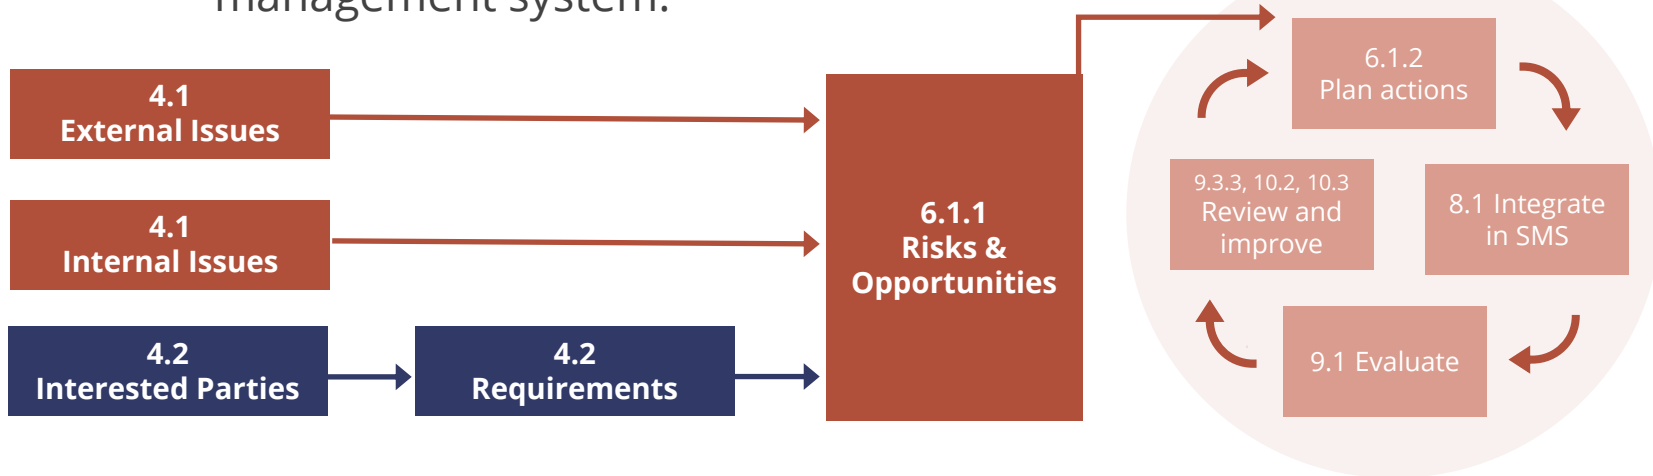 management system.
4.1
External Issues
4.1
Internal Issues
4.2
Interested Parties
4.2
Requirements
6.1.1
Risks &
Opportunities
6.1.2
Plan actions
8.1 Integrate
in SMS
9.1 Evaluate
9.3.3, 10.2, 10.3
Review and
improve